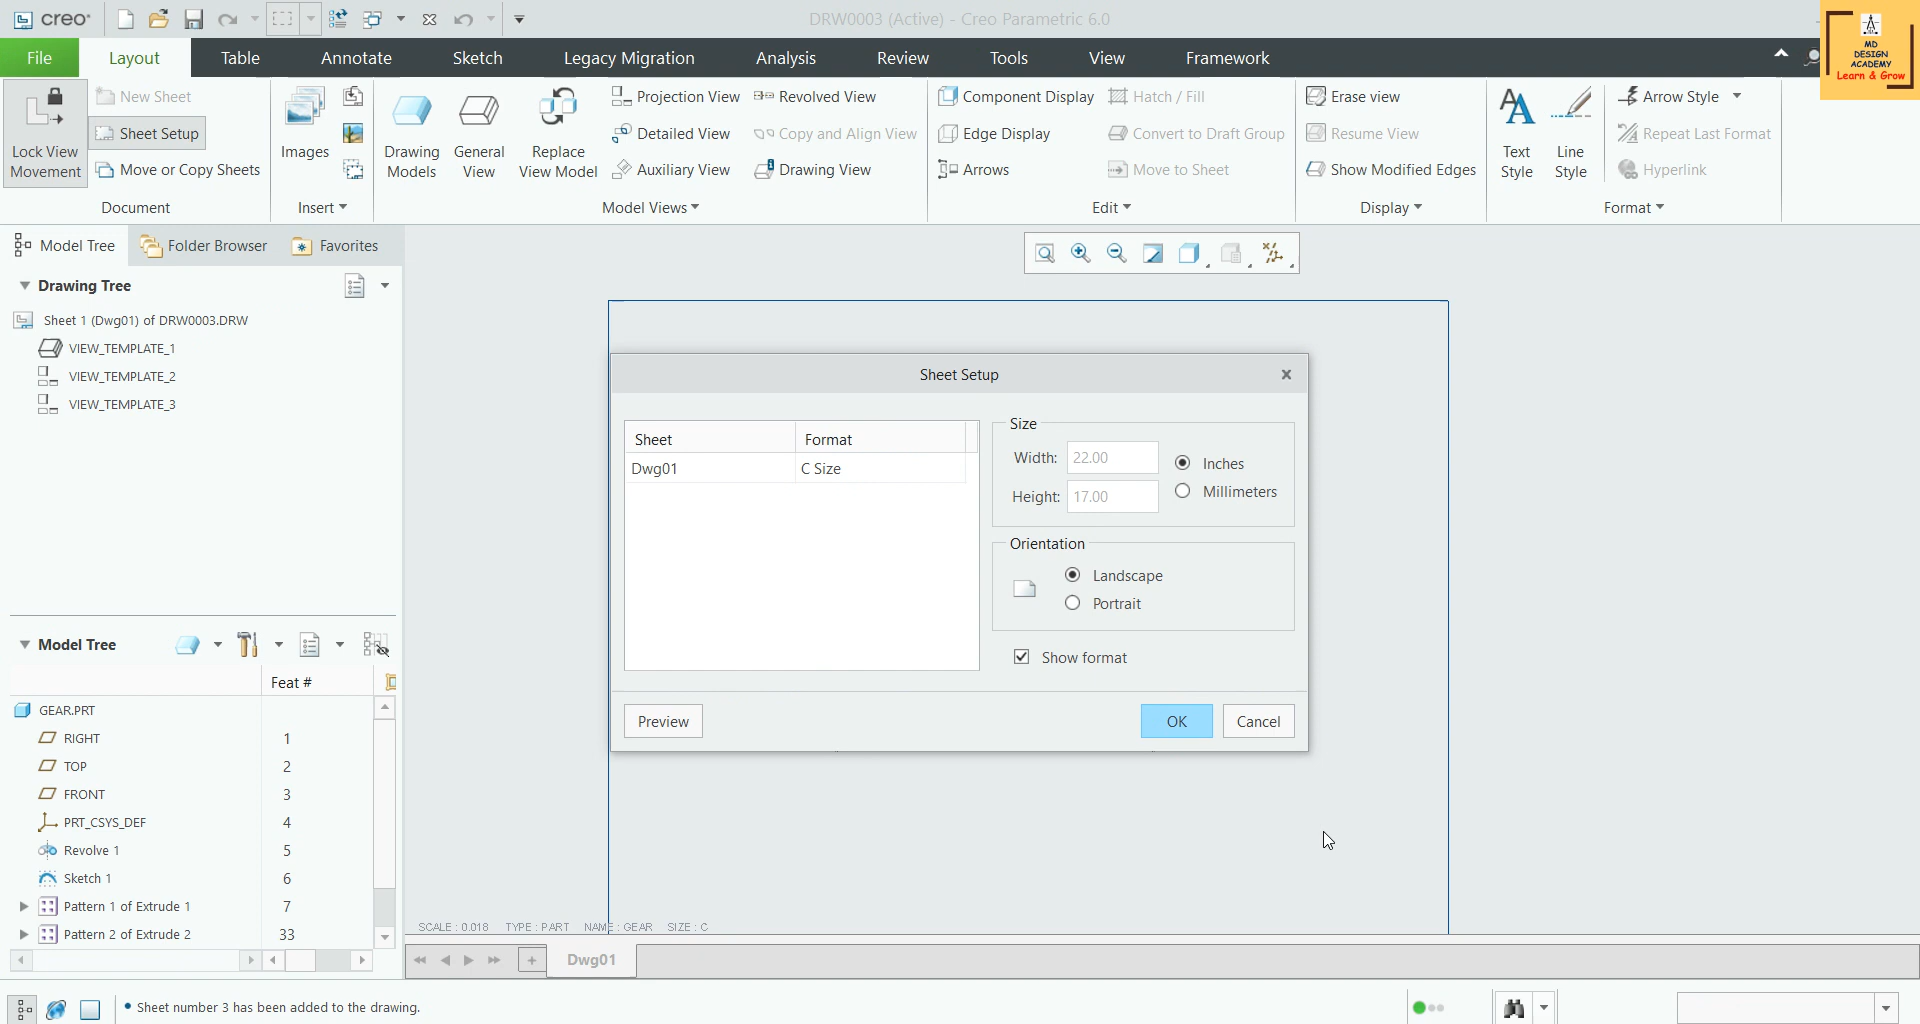 creo
DRW0003 (Active) - Creo Parametric 6.0
MD
DESIGN
ACADEMY
Learn & Grow
File
Layout
Table
Annotate
Sketch
Legacy Migration
Analysis
Review
Tools
View
Framework
Lock View
Movement
New Sheet
Sheet Setup
Move or Copy Sheets
Document
Images
Insert
Drawing
Models
General
View
Replace
View Model
Projection View
Detailed View
Auxiliary View
Revolved View
Copy and Align View
Drawing View
Model Views
Component Display
Edge Display
Arrows
Hatch / Fill
Convert to Draft Group
Move to Sheet
Edit
Erase view
Resume View
Show Modified Edges
Display
Text
Style
Line
Style
Arrow Style
Repeat Last Format
Hyperlink
Format
Model Tree
Folder Browser
Favorites
Drawing Tree
Sheet 1 (Dwg01) of DRW0003.DRW
VIEW_TEMPLATE_1
VIEW_TEMPLATE_2
VIEW_TEMPLATE_3
Model Tree
Feat #
GEAR.PRT
RIGHT 1
TOP 2
FRONT 3
PRT_CSYS_DEF 4
Revolve 1 5
Sketch 1 6
Pattern 1 of Extrude 1 7
Pattern 2 of Extrude 2 33
Sheet Setup
Sheet Format
Dwg01 C Size
Size
Width: 22.00
Height: 17.00
Inches
Millimeters
Orientation
Landscape
Portrait
Show format
Preview
OK
Cancel
SCALE : 0.018 TYPE : PART NAME : GEAR SIZE : C
Dwg01
Sheet number 3 has been added to the drawing.